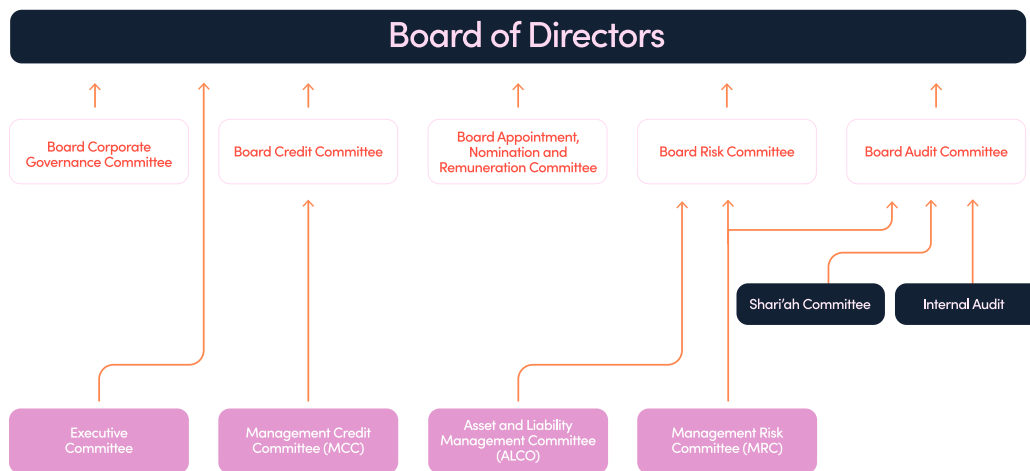 Board of Directors
Board Corporate
Governance Committee
Board Credit Committee
Board Appointment,
Nomination and
Remuneration Committee
Board Risk Committee
Board Audit Committee
Shari'ah Committee
Internal Audit
Executive
Committee
Management Credit
Committee (MCC)
Asset and Liability
Management Committee
(ALCO)
Management Risk
Committee (MRC)